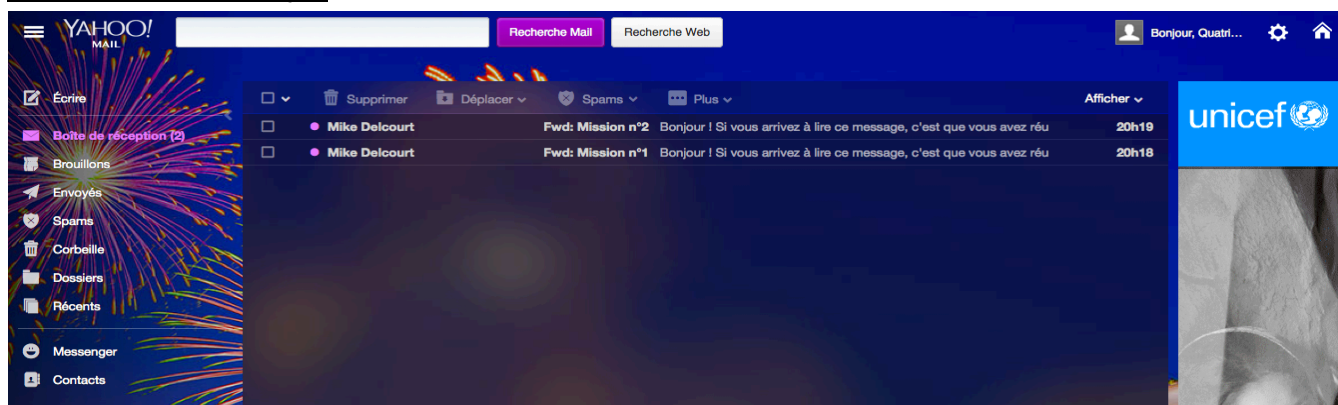 YAHOO!
MAIL
Recherche Mail
Recherche Web
Bonjour, Quatri...
Écrire
Supprimer
Déplacer
Spams
Plus
Afficher
Boîte de réception (2)
Mike Delcourt Fwd: Mission n°2 Bonjour ! Si vous arrivez à lire ce message, c'est que vous avez réu 20h19
Mike Delcourt Fwd: Mission n°1 Bonjour ! Si vous arrivez à lire ce message, c'est que vous avez réu 20h18
Brouillons
Envoyés
Spams
Corbeille
Dossiers
Récents
Messenger
Contacts
unicef